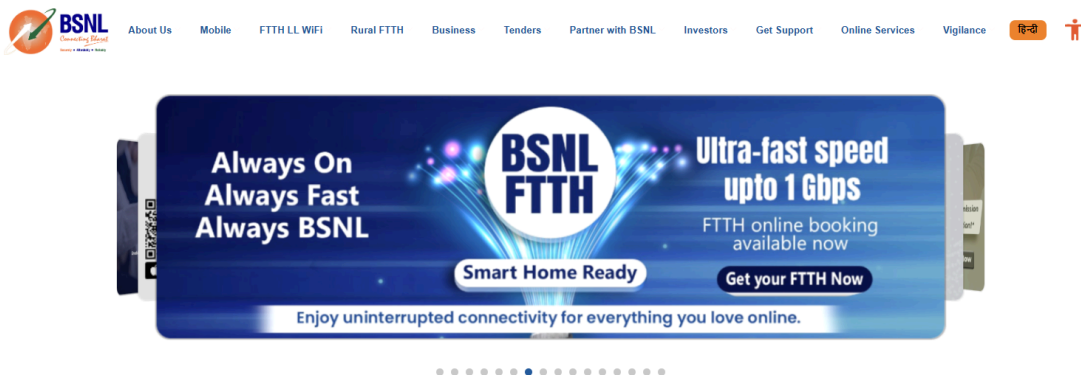 BSNL
Connecting Bharat
About Us
Mobile
FTTH LL WiFi
Rural FTTH
Business
Tenders
Partner with BSNL
Investors
Get Support
Online Services
Vigilance
हिन्दी
Always On
Always Fast
Always BSNL
BSNL
FTTH
Smart Home Ready
Ultra-fast speed
upto 1 Gbps
FTTH online booking
available now
Get your FTTH Now
Enjoy uninterrupted connectivity for everything you love online.